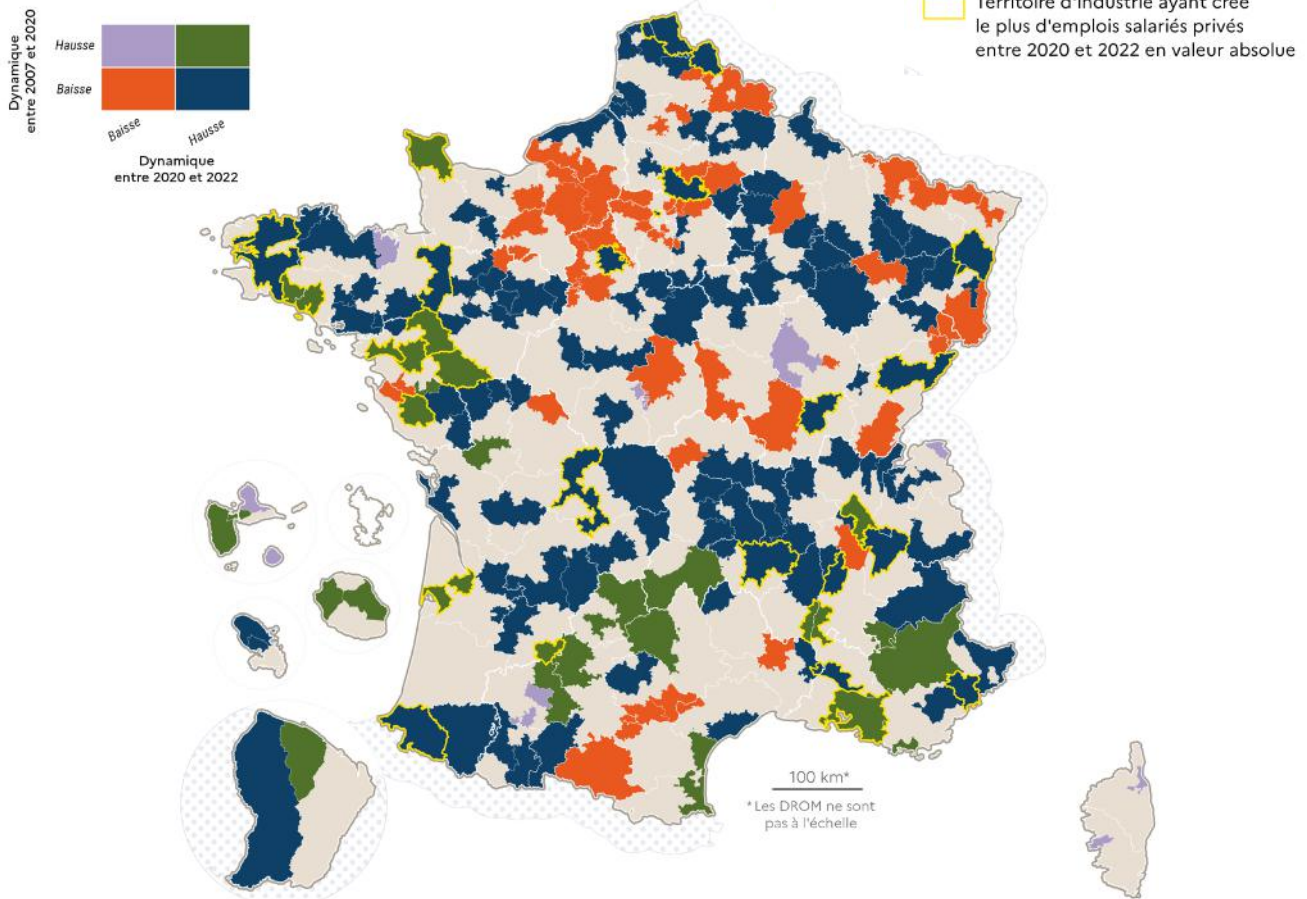 Dynamique
entre 2007 et 2020
Hausse
Baisse
Baisse
Hausse
Dynamique
entre 2020 et 2022
Territoire d'industrie ayant créé
le plus d'emplois salariés privés
entre 2020 et 2022 en valeur absolue
100 km*
* Les DROM ne sont
pas à l'échelle